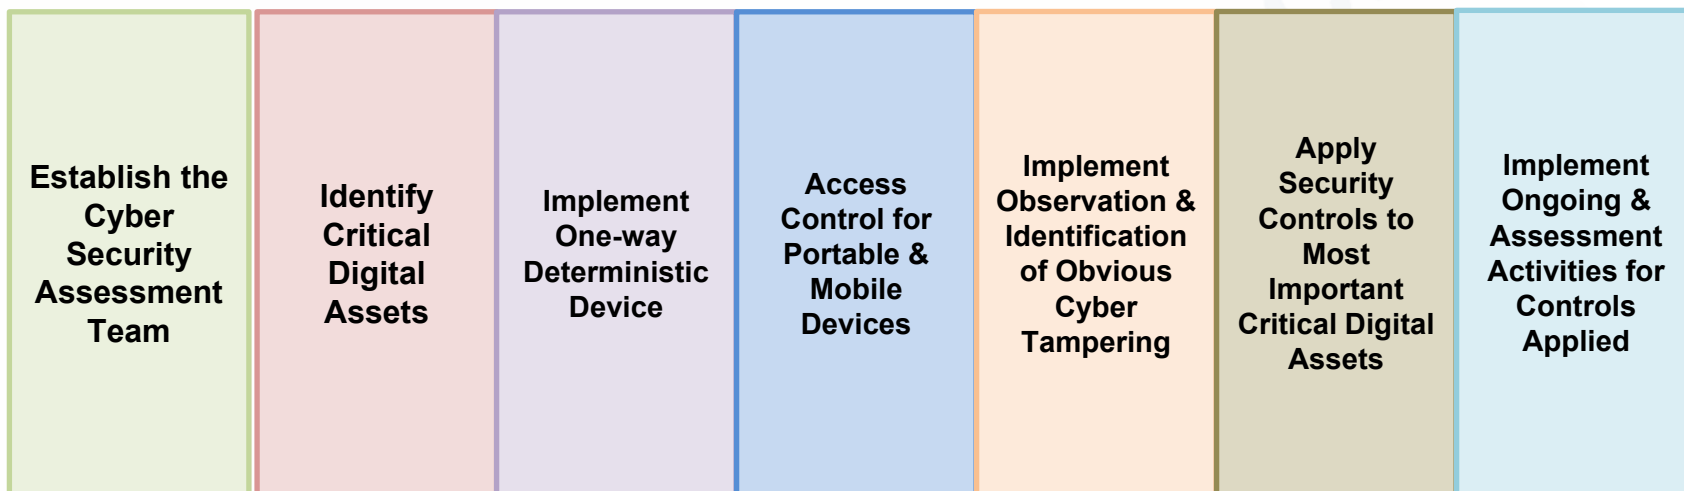 Establish the
Cyber
Security
Assessment
Team
Identify
Critical
Digital
Assets
Implement
One-way
Deterministic
Device
Access
Control for
Portable &
Mobile
Devices
Implement
Observation &
Identification
of Obvious
Cyber
Tampering
Apply
Security
Controls to
Most
Important
Critical Digital
Assets
Implement
Ongoing &
Assessment
Activities for
Controls
Applied